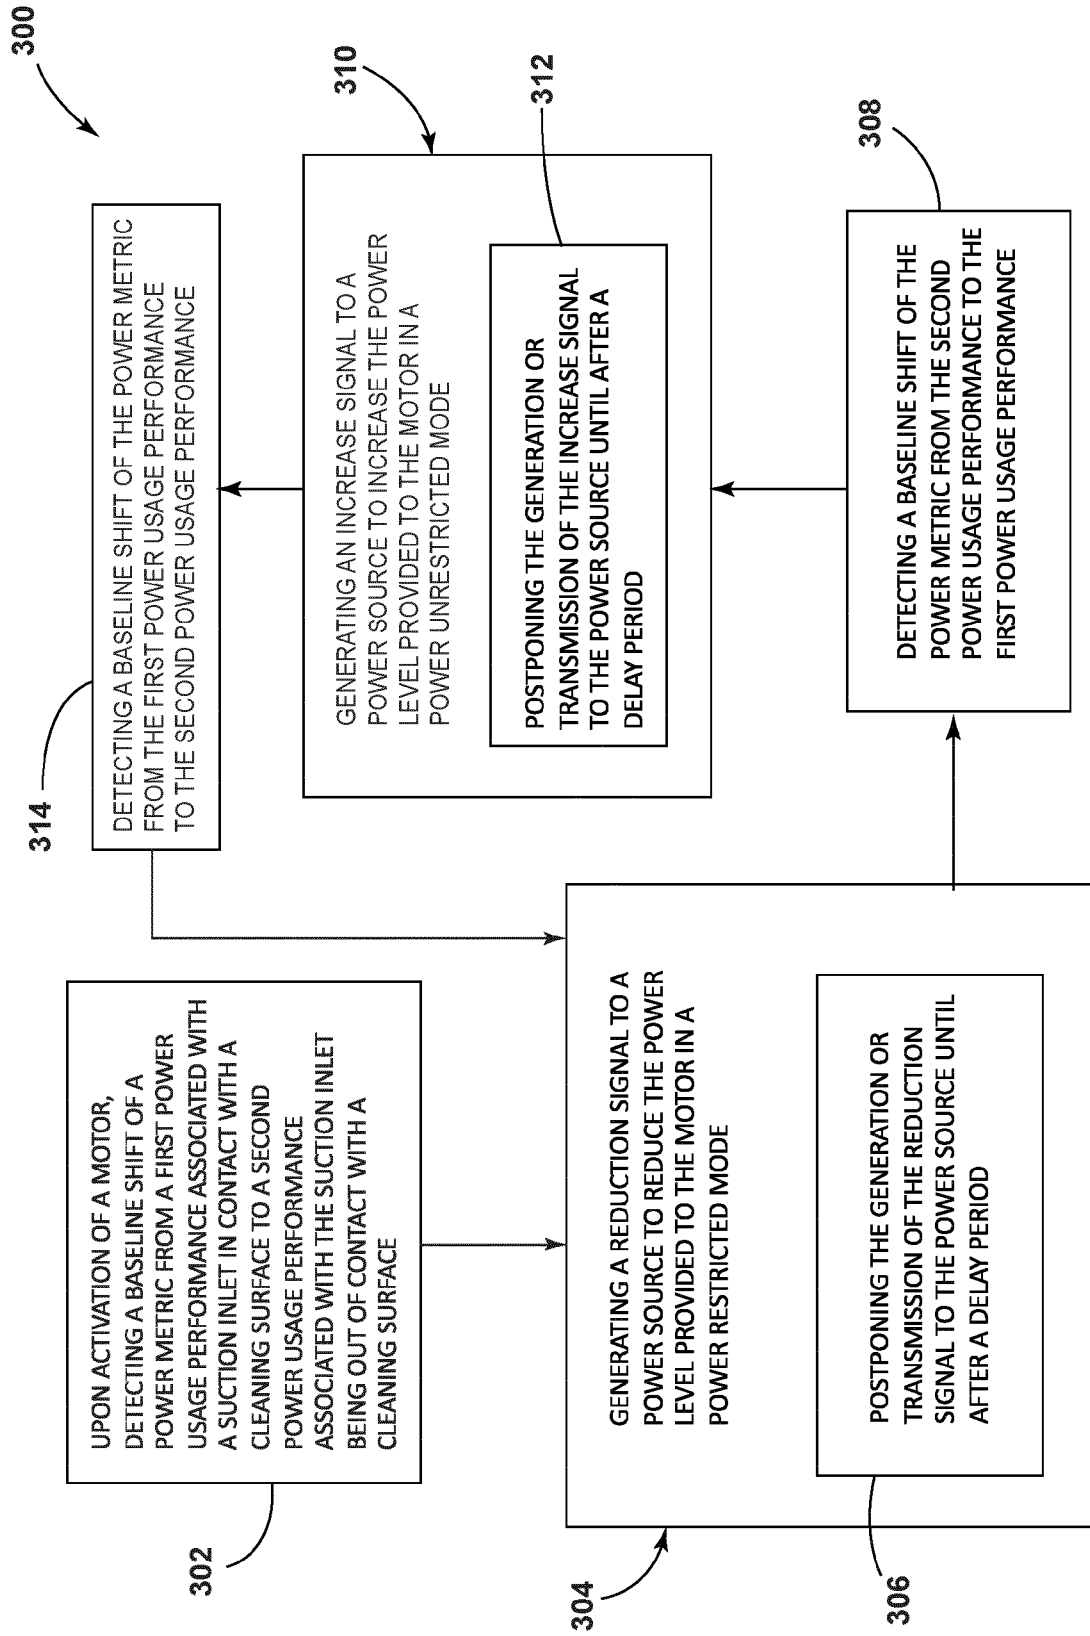 300
302
UPON ACTIVATION OF A MOTOR,
DETECTING A BASELINE SHIFT OF A
POWER METRIC FROM A FIRST POWER
USAGE PERFORMANCE ASSOCIATED WITH
A SUCTION INLET IN CONTACT WITH A
CLEANING SURFACE TO A SECOND
POWER USAGE PERFORMANCE
ASSOCIATED WITH THE SUCTION INLET
BEING OUT OF CONTACT WITH A
CLEANING SURFACE
304
GENERATING A REDUCTION SIGNAL TO A
POWER SOURCE TO REDUCE THE POWER
LEVEL PROVIDED TO THE MOTOR IN A
POWER RESTRICTED MODE
306
POSTPONING THE GENERATION OR
TRANSMISSION OF THE REDUCTION
SIGNAL TO THE POWER SOURCE UNTIL
AFTER A DELAY PERIOD
308
DETECTING A BASELINE SHIFT OF THE
POWER METRIC FROM THE SECOND
POWER USAGE PERFORMANCE TO THE
FIRST POWER USAGE PERFORMANCE
310
GENERATING AN INCREASE SIGNAL TO A
POWER SOURCE TO INCREASE THE POWER
LEVEL PROVIDED TO THE MOTOR IN A
POWER UNRESTRICTED MODE
312
POSTPONING THE GENERATION OR
TRANSMISSION OF THE INCREASE SIGNAL
TO THE POWER SOURCE UNTIL AFTER A
DELAY PERIOD
314
DETECTING A BASELINE SHIFT OF THE POWER METRIC
FROM THE FIRST POWER USAGE PERFORMANCE
TO THE SECOND POWER USAGE PERFORMANCE